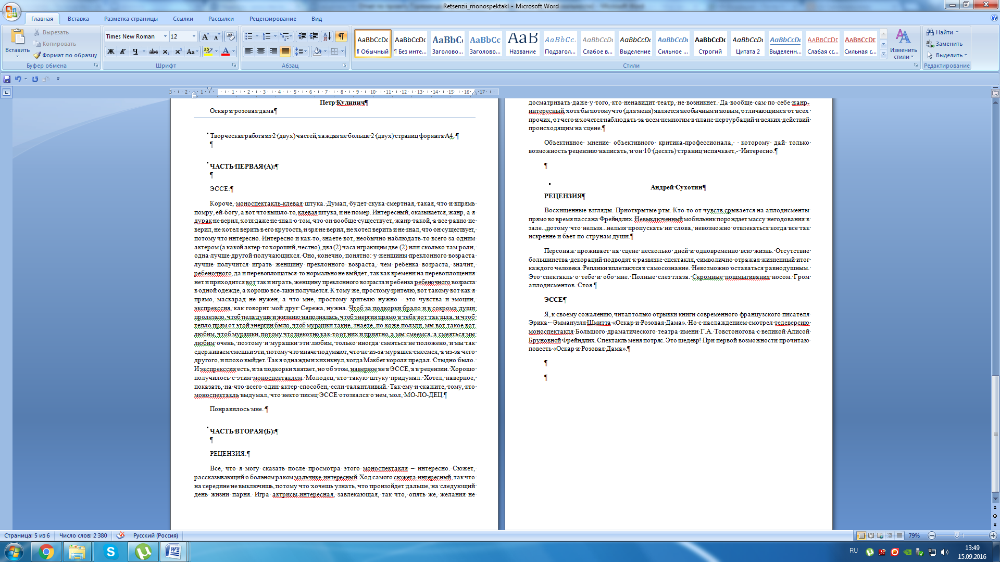 Retsenzii_monospektakl - Microsoft Word
Главная Вставка Разметка страницы Ссылки Рассылки Рецензирование Вид
Вставить
Вырезать
Копировать
Формат по образцу
Буфер обмена
Times New Roman 12
Шрифт
Абзац
¶ Обычный ¶ Без инте... Заголово... Заголово... Название Подзагол... Слабое в... Выделение Сильное ... Строгий Цитата 2 Выделенн... Слабая сс... Сильная с...
Изменить стили
Стили
Найти
Заменить
Выделить
Редактирование
Петр Кулинич¶
Оскар и розовая дама¶
Творческая работа из 2 (двух) частей, каждая не больше 2 (двух) страниц формата А4. ¶
¶
ЧАСТЬ ПЕРВАЯ (А):¶
¶
ЭССЕ:¶
Короче, моноспектакль-клевая штука. Думал, будет скука смертная, такая, что и впрямь
помру, ей-богу, а вот что вышло-то, клевая штука, и не помер. Интересный, оказывается, жанр, а я
дурак не верил, хотя даже не знал о том, что он вообще существует, жанр такой, а все равно не
верил, не хотел верить в его крутость, и зря не верил, не хотел верить и не знал, что он существует,
потому что интересно. Интересно и как-то, знаете вот, необычно наблюдать-то всего за одним
актером (а какой актер-то хороший, честно), два (2) часа играющим две (2) или сколько там роли,
одна лучше другой получающихся. Оно, конечно, понятно: у женщины преклонного возраста
лучше получится играть женщину преклонного возраста, чем ребенка возраста, значит,
ребеночного, да и перевоплощаться-то нормально не выйдет, так как времени на перевоплощения
нет и приходится вот так и играть, женщину преклонного возраста и ребенка ребеночного возраста
в одной одежде, а хорошо все-таки получается. К тому же, простому зрителю, вот такому вот как я
прямо, маскарад не нужен, а что мне, простому зрителю нужно - это чувства и эмоции,
экспрекссия, как говорит мой друг Сережа, нужна. Чтоб за подкорки брало и в сокрома души
пролезало, чтоб пела душа и жизнию наполнялась, чтоб энергия прямо в тебя вот так шла, и чтоб
тепло прям от этой энергии было, чтоб мурашки такие, знаете, по коже ползли, мы вот такое вот
любим, чтоб мурашки, потому что щекотно как-то от них и приятно, а мы смеемся, а смеяться мы
любим очень, поэтому и мурашки эти любим, только иногда смеяться не положено, и мы так
сдерживаем смешки эти, потому что иначе подумают, что не из-за мурашек смеемся, а из-за чего
другого, и плохо выйдет. Так я однажды и хихикнул, когда Макбет короля предал. Стыдно было.
И экспрекссия есть, и за подкорки хватает, но об этом, наверное не в ЭССЕ, а в рецензии. Хорошо
получилось с этим моноспектаклем. Молодец, кто такую штуку придумал. Хотел, наверное,
показать, на что всего один актер способен, если талантливый. Так ему и скажите, тому, кто
моноспектакль выдумал, что некто писец ЭССЕ отозвался о нем, мол, МО-ЛО-ДЕЦ.¶
Понравилось мне. ¶
ЧАСТЬ ВТОРАЯ (Б):¶
¶
РЕЦЕНЗИЯ:¶
Все, что я могу сказать после просмотра этого моноспектакля – интересно. Сюжет,
рассказывающий о больном раком мальчике-интересный. Ход самого сюжета-интересный, так что
на середине не выключишь, потому что хочешь узнать, что произойдет дальше, на следующий
день жизни парня. Игра актрисы-интересная, завлекающая, так что, опять же, желания не
досматривать даже у того, кто ненавидит театр, не возникнет. Да вообще сам по себе жанр-
интересный, хотя бы потому что (для меня) является необычным и новым, отличающимся от всех
прочих, от чего и хочется наблюдать за всем немногим в плане пертурбаций и всяких действий
происходящим на сцене.¶
Объективное мнение объективного критика-профессионала, которому дай только
возможность рецензию написать, и он 10 (десять) страниц испачкает,- Интересно.¶
¶
Андрей Сухотин¶
РЕЦЕНЗИЯ¶
Восхищенные взгляды. Приоткрытые рты. Кто-то от чувств срывается на аплодисменты
прямо во время пассажа Фрейндлих. Невыключенный мобильник порождает массу негодования в
зале...потому что нельзя...нельзя пропускать ни слова, невозможно отвлекаться когда все так
искренне и бьет по струнам души.¶
Персонаж проживает на сцене несколько дней и одновременно всю жизнь. Отсутствие
большинства декораций подводят к развязке спектакля, символично отражая жизненный итог
каждого человека. Реплики вплетаются в самосознание. Невозможно оставаться равнодушным.
Это спектакль о тебе и обо мне. Полные слез глаза. Скромные пошмыгивания носом. Гром
аплодисментов. Стоя.¶
ЭССЕ¶
Я, к своему сожалению, читал только отрывки книги современного французского писателя
Эрика – Эммануэля Шмитта «Оскар и Розовая Дама». Но с наслаждением смотрел телеверсию
моноспектакля Большого драматического театра имени Г.А. Товстоногова с великой Алисой
Бруновной Фрейндлих. Спектакль меня потряс. Это шедевр! При первой возможности прочитаю
повесть «Оскар и Розовая Дама».¶
¶
¶
Страница: 5 из 6 Число слов: 2 380 Русский (Россия) 79%
RU 13:49
15.09.2016